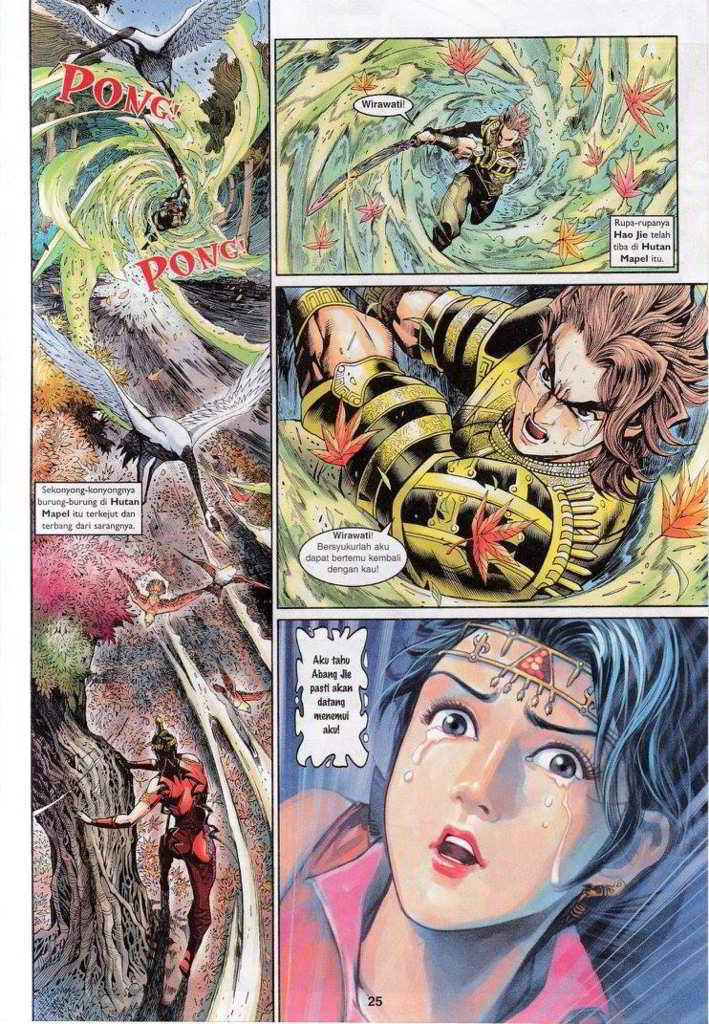 PONG!
PONG!
Sekonyong-konyongnya
burung-burung di Hutan
Mapel itu terkejut dan
terbang dari sarangnya.
Wirawati!
Rupa-rupanya
Hao Jie telah
tiba di Hutan
Mapel itu.
Wirawati!
Bersyukurlah aku
dapat bertemu kembali
dengan kau!
Aku tahu
Abang Jie
pasti akan
datang
menemui
aku!
25